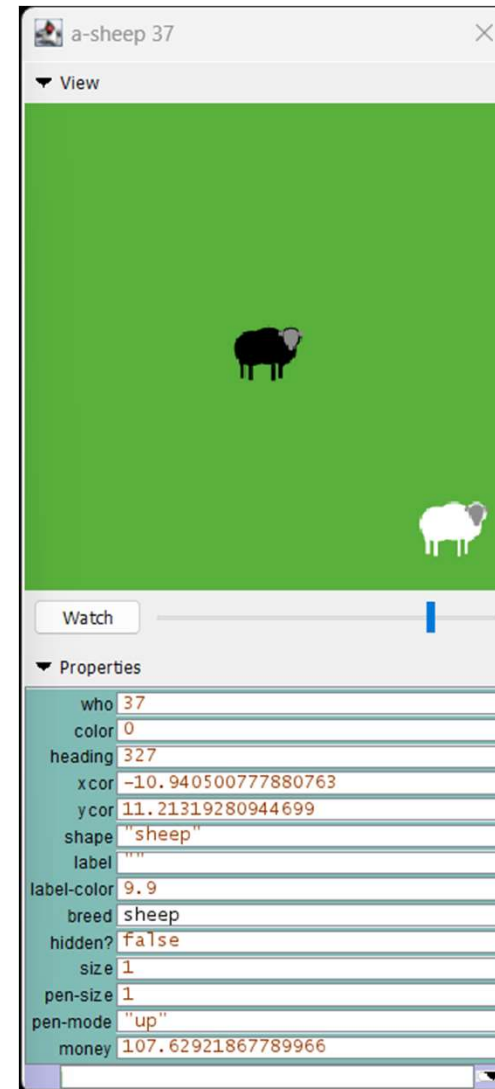 a-sheep 37
View
Watch
Properties
who 37
color 0
heading 327
xcor -10.940500777880763
ycor 11.21319280944699
shape "sheep"
label ""
label-color 9.9
breed sheep
hidden? false
size 1
pen-size 1
pen-mode "up"
money 107.62921867789966